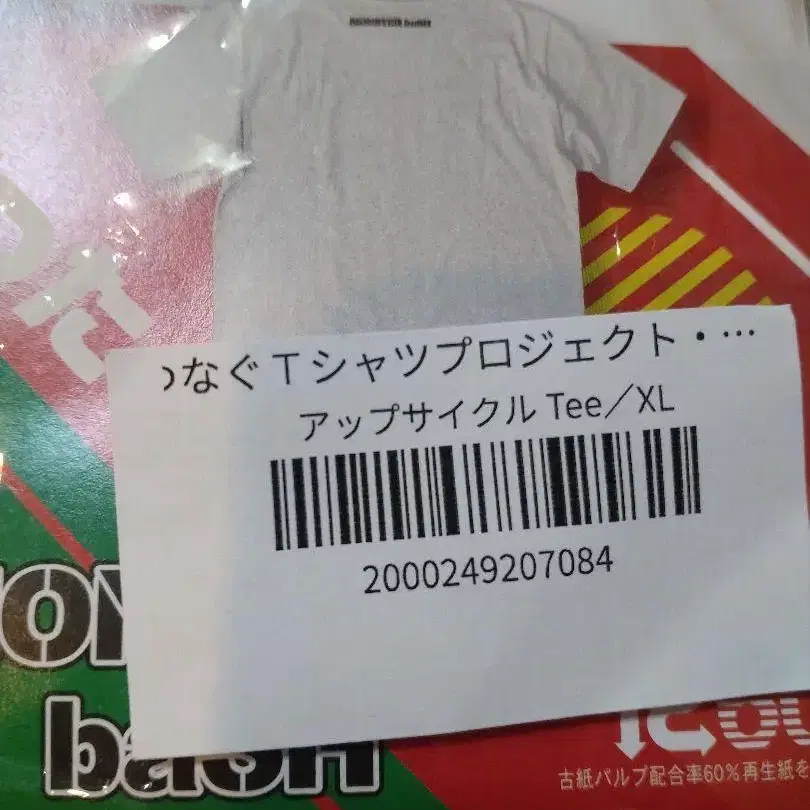 MONSTER baSH
つなぐTシャツプロジェクト・…
アップサイクル Tee／XL
2000249207084
baSH
古紙パルプ配合率60%再生紙を